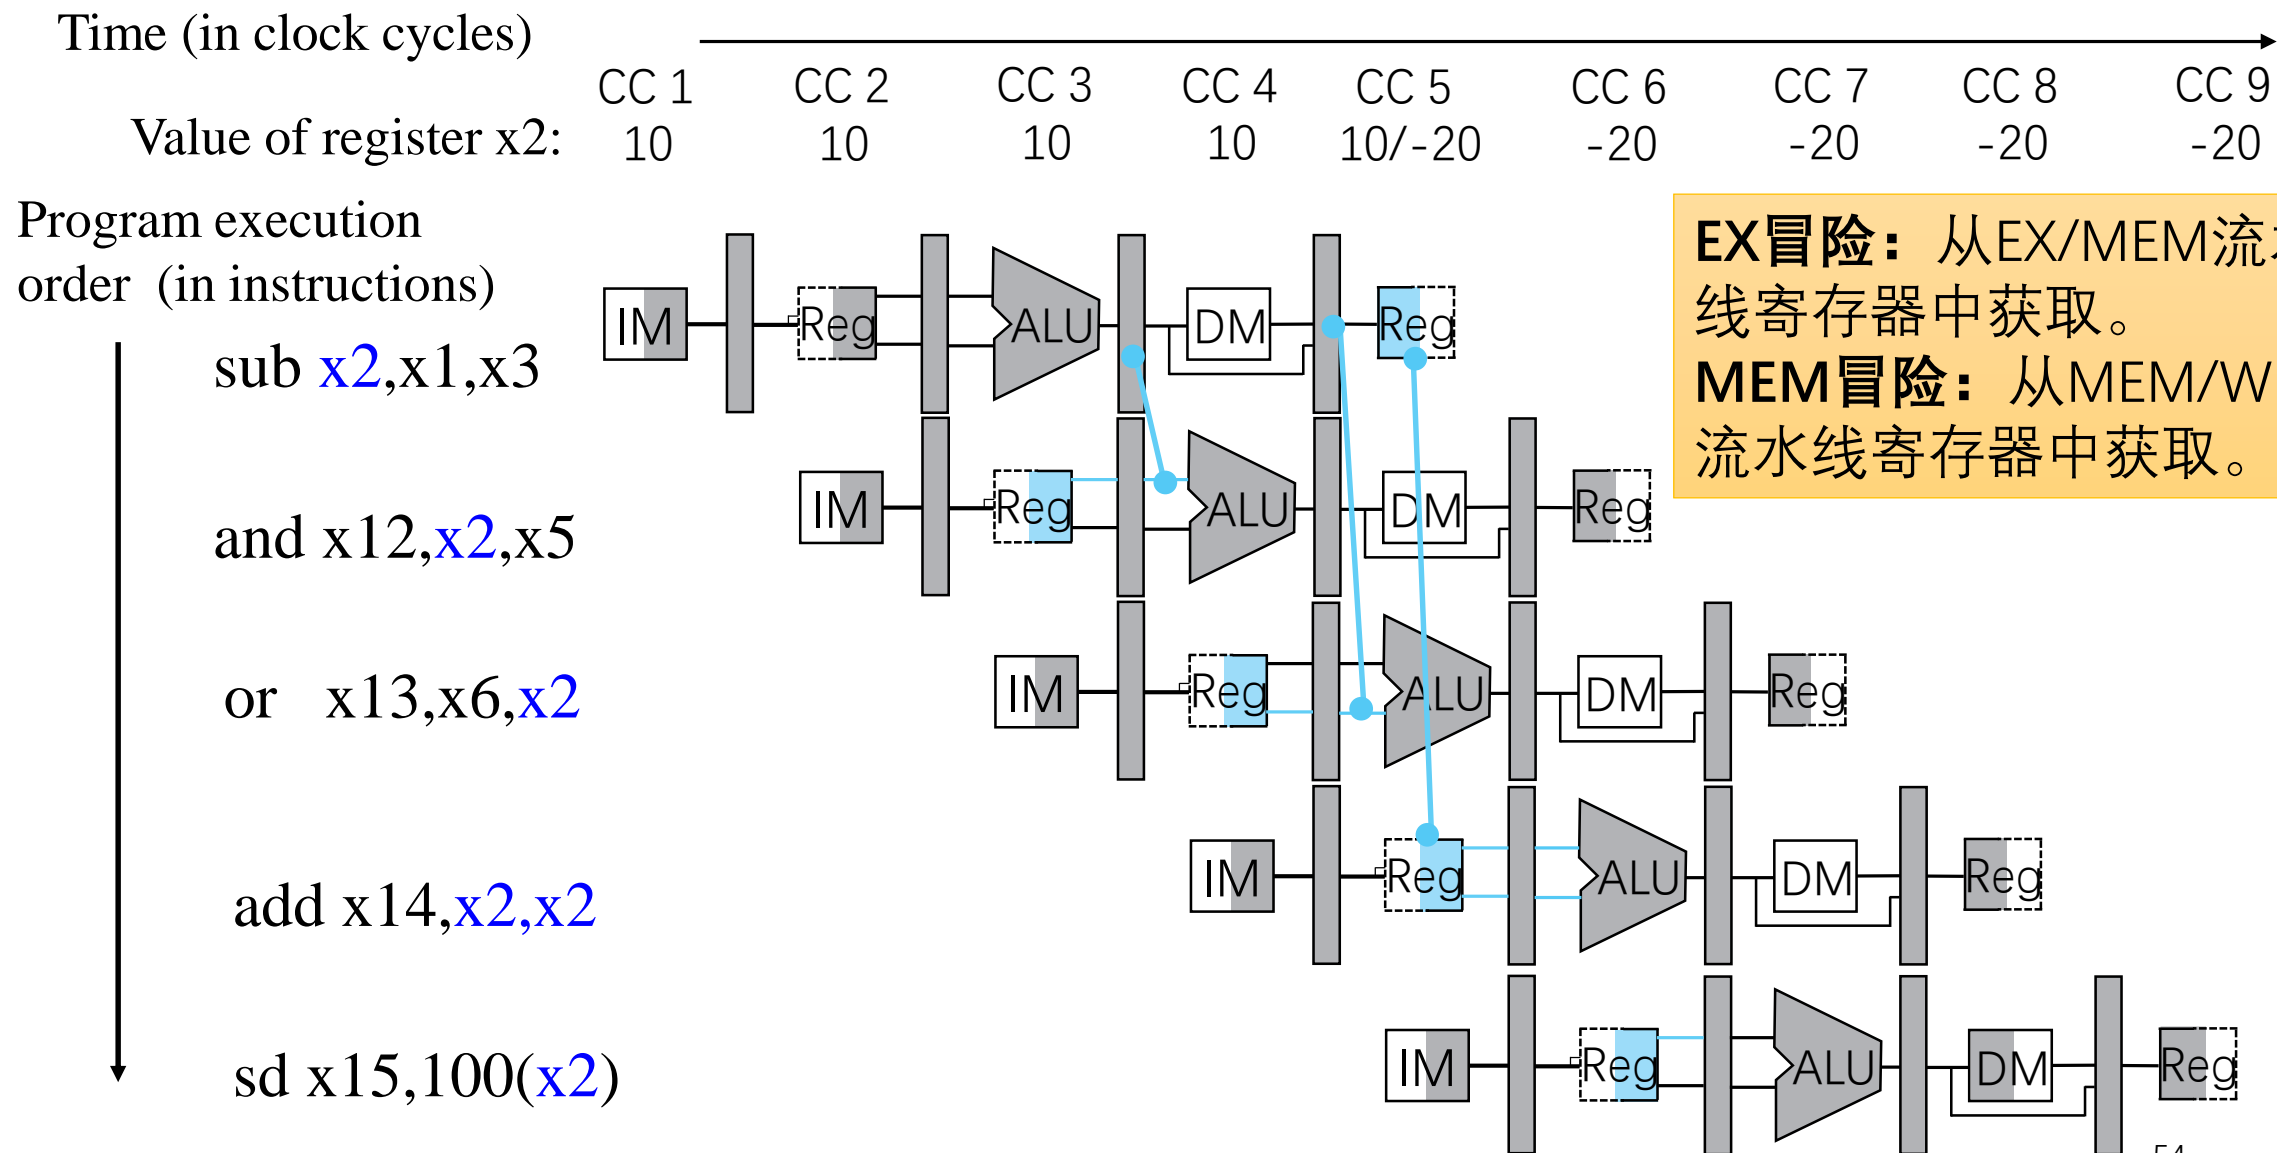 Time (in clock cycles)
CC 1 CC 2 CC 3 CC 4 CC 5 CC 6 CC 7 CC 8 CC 9
Value of register x2: 10 10 10 10 10/-20 -20 -20 -20 -20
Program execution
order (in instructions)
EX冒险：从EX/MEM流
线寄存器中获取。
MEM冒险：从MEM/W
流水线寄存器中获取。
IM Reg ALU DM Reg
sub x2,x1,x3
IM Reg ALU DM Reg
and x12,x2,x5
IM Reg ALU DM Reg
or x13,x6,x2
IM Reg ALU DM Reg
add x14,x2,x2
IM Reg ALU DM Reg
sd x15,100(x2)